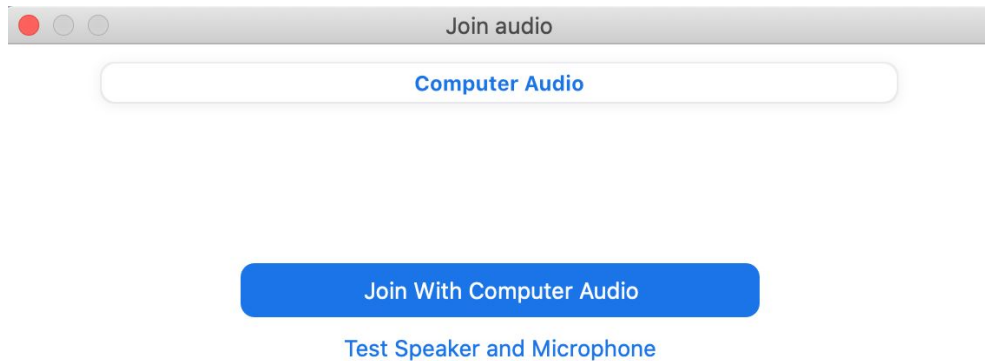 Join audio
Computer Audio
Join With Computer Audio
Test Speaker and Microphone